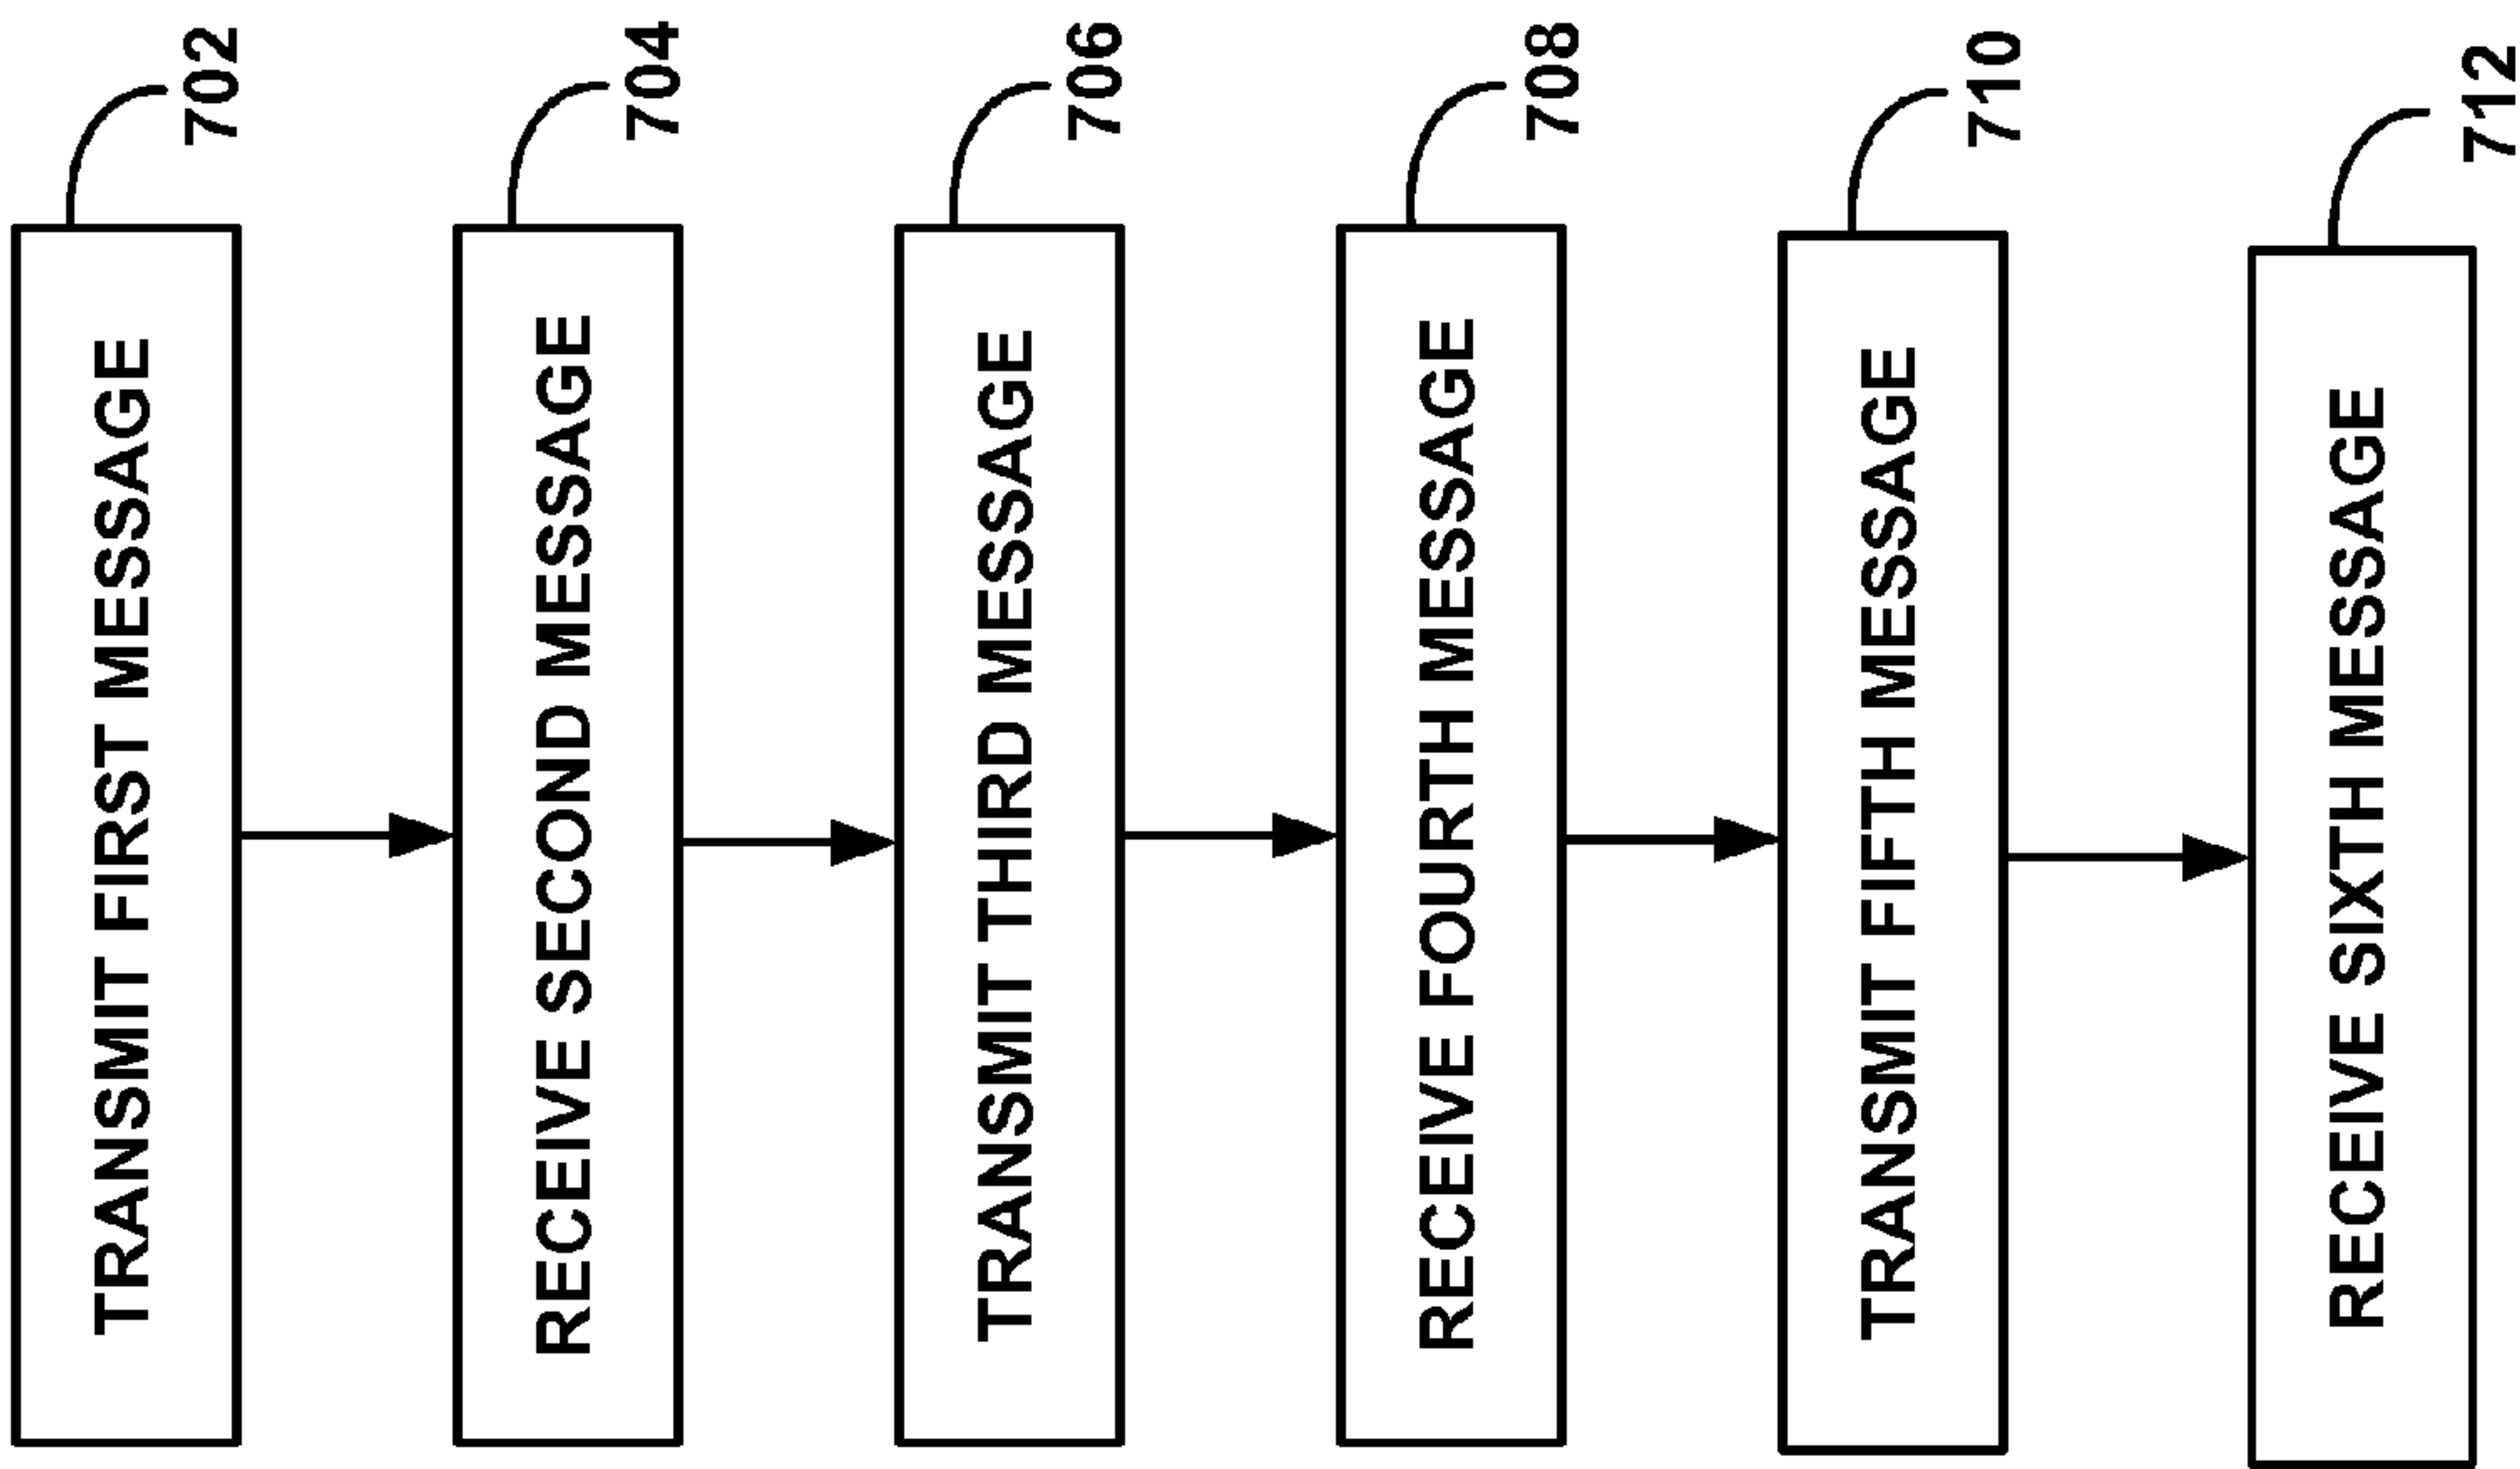 TRANSMIT FIRST MESSAGE
702
RECEIVE SECOND MESSAGE
704
TRANSMIT THIRD MESSAGE
706
RECEIVE FOURTH MESSAGE
708
TRANSMIT FIFTH MESSAGE
710
RECEIVE SIXTH MESSAGE
712